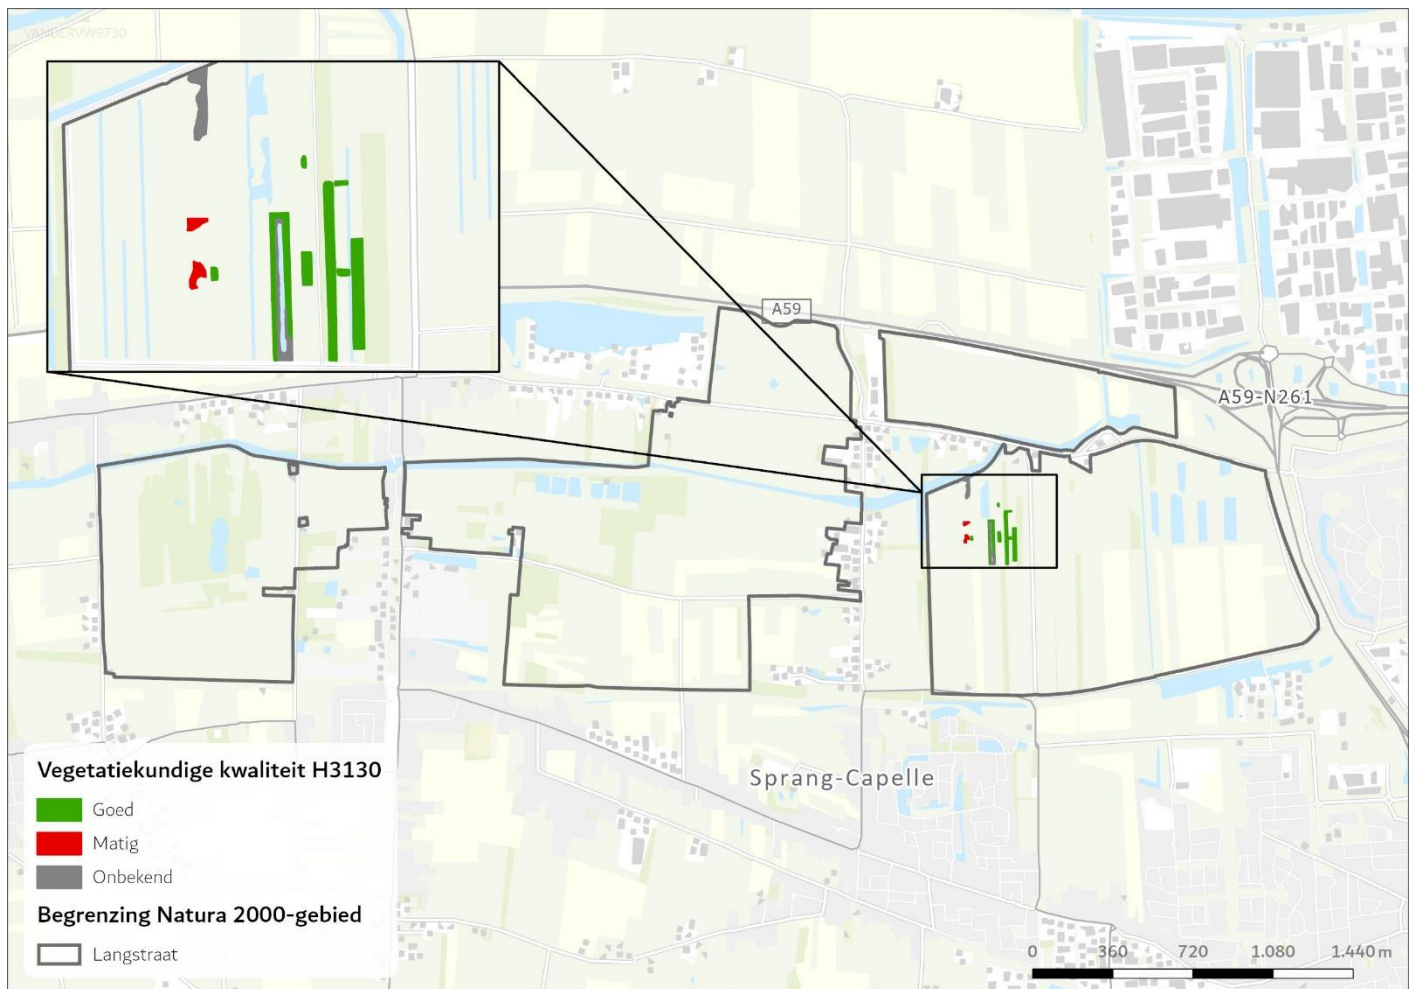 VANDERVW9730
A59
A59-N261
Sprang-Capelle
Vegetatiekundige kwaliteit H3130
Goed
Matig
Onbekend
Begrenzing Natura 2000-gebied
Langstraat
0 360 720 1.080 1.440 m